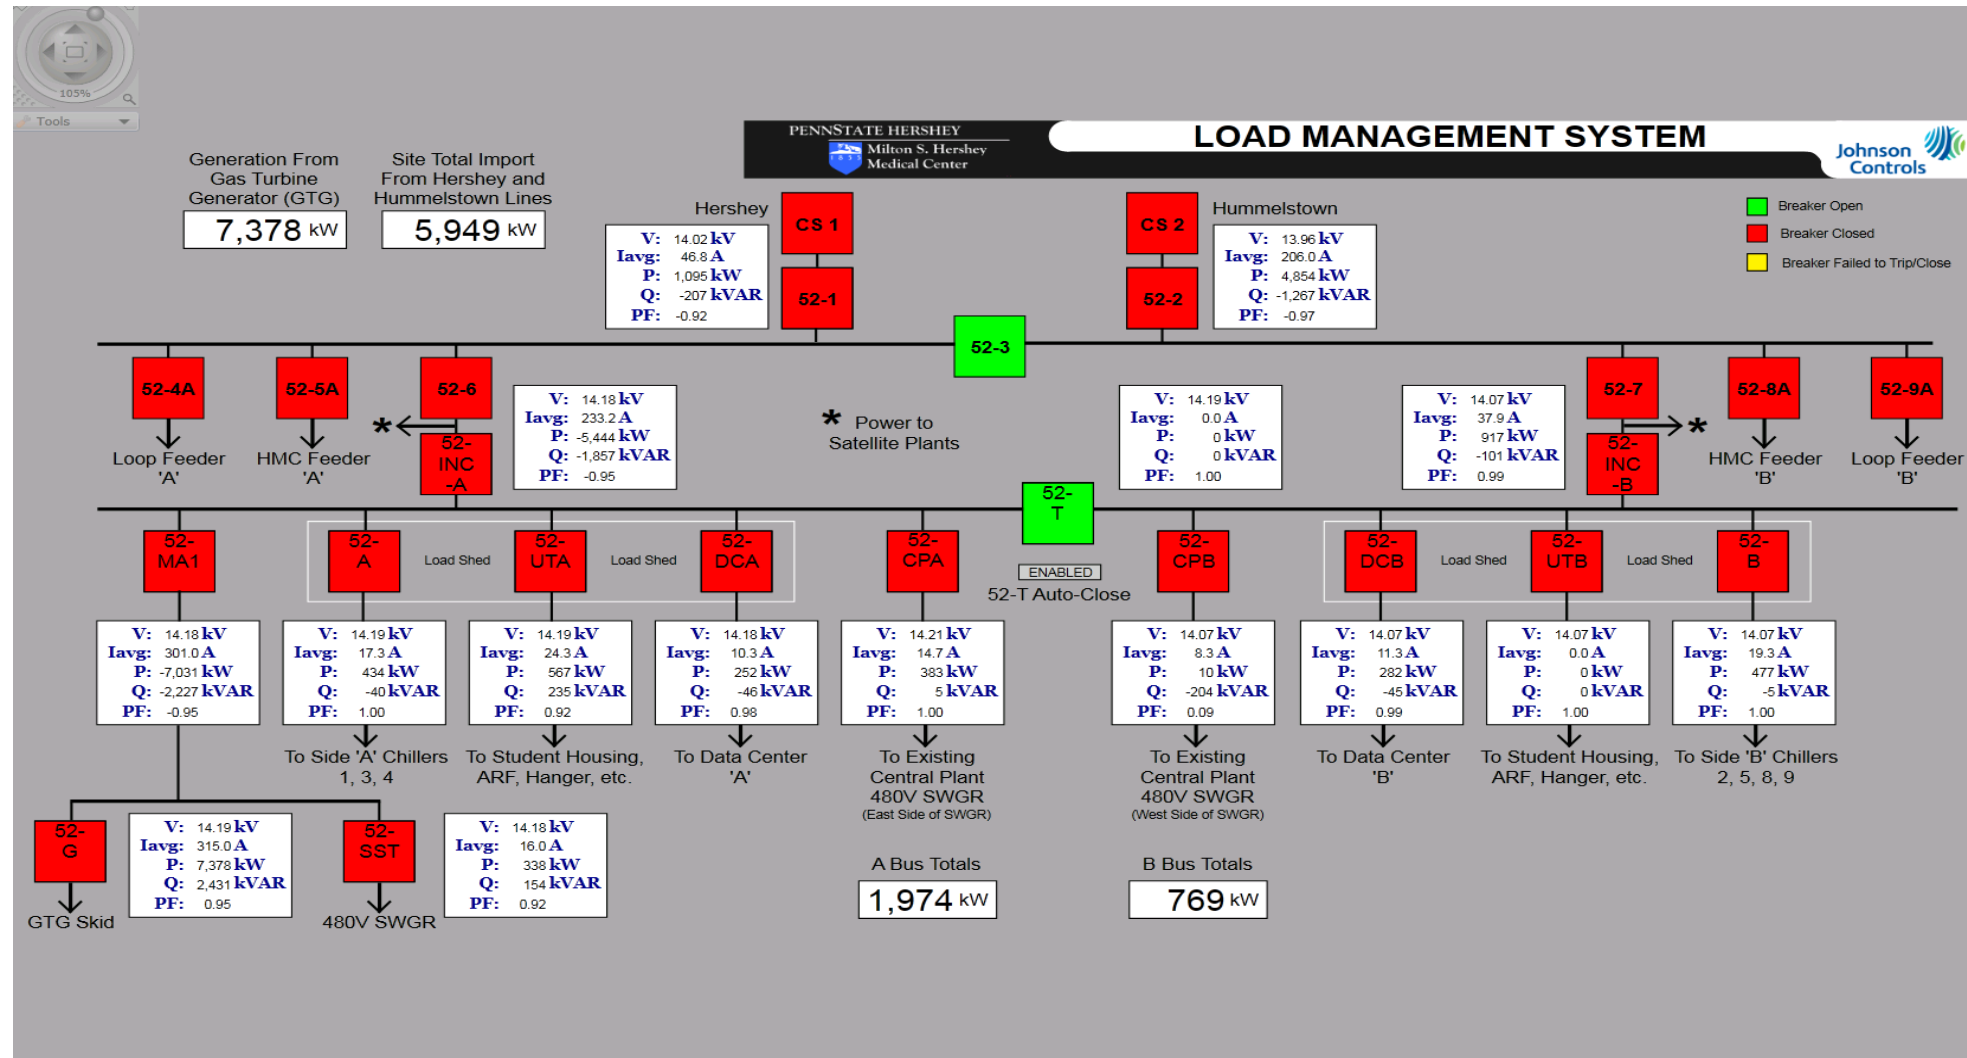 105%
Tools
PENNSTATE HERSHEY
Milton S. Hershey
Medical Center
1855
LOAD MANAGEMENT SYSTEM
Johnson
Controls
Generation From
Gas Turbine
Generator (GTG)
7,378 kW
Site Total Import
From Hershey and
Hummelstown Lines
5,949 kW
Hershey
V: 14.02 kV
Iavg: 46.8 A
P: 1,095 kW
Q: -207 kVAR
PF: -0.92
CS 1
52-1
CS 2
52-2
Hummelstown
V: 13.96 kV
Iavg: 206.0 A
P: 4,854 kW
Q: -1,267 kVAR
PF: -0.97
Breaker Open
Breaker Closed
Breaker Failed to Trip/Close
52-3
52-4A
Loop Feeder
'A'
52-5A
HMC Feeder
'A'
52-6
*
52-
INC
-A
V: 14.18 kV
Iavg: 233.2 A
P: -5,444 kW
Q: -1,857 kVAR
PF: -0.95
* Power to
Satellite Plants
V: 14.19 kV
Iavg: 0.0 A
P: 0 kW
Q: 0 kVAR
PF: 1.00
V: 14.07 kV
Iavg: 37.9 A
P: 917 kW
Q: -101 kVAR
PF: 0.99
52-7
*
52-
INC
-B
52-8A
HMC Feeder
'B'
52-9A
Loop Feeder
'B'
52-
T
ENABLED
52-T Auto-Close
52-
MA1
52-
A
Load Shed
52-
UTA
Load Shed
52-
DCA
52-
CPA
52-
CPB
52-
DCB
Load Shed
52-
UTB
Load Shed
52-
B
V: 14.18 kV
Iavg: 301.0 A
P: -7,031 kW
Q: -2,227 kVAR
PF: -0.95
V: 14.19 kV
Iavg: 17.3 A
P: 434 kW
Q: -40 kVAR
PF: 1.00
To Side 'A' Chillers
1, 3, 4
V: 14.19 kV
Iavg: 24.3 A
P: 567 kW
Q: 235 kVAR
PF: 0.92
To Student Housing,
ARF, Hanger, etc.
V: 14.18 kV
Iavg: 10.3 A
P: 252 kW
Q: -46 kVAR
PF: 0.98
To Data Center
'A'
V: 14.21 kV
Iavg: 14.7 A
P: 383 kW
Q: 5 kVAR
PF: 1.00
To Existing
Central Plant
480V SWGR
(East Side of SWGR)
V: 14.07 kV
Iavg: 8.3 A
P: 10 kW
Q: -204 kVAR
PF: 0.09
To Existing
Central Plant
480V SWGR
(West Side of SWGR)
V: 14.07 kV
Iavg: 11.3 A
P: 282 kW
Q: -45 kVAR
PF: 0.99
To Data Center
'B'
V: 14.07 kV
Iavg: 0.0 A
P: 0 kW
Q: 0 kVAR
PF: 1.00
To Student Housing,
ARF, Hanger, etc.
V: 14.07 kV
Iavg: 19.3 A
P: 477 kW
Q: -5 kVAR
PF: 1.00
To Side 'B' Chillers
2, 5, 8, 9
52-
G
GTG Skid
V: 14.19 kV
Iavg: 315.0 A
P: 7,378 kW
Q: 2,431 kVAR
PF: 0.95
52-
SST
480V SWGR
V: 14.18 kV
Iavg: 16.0 A
P: 338 kW
Q: 154 kVAR
PF: 0.92
A Bus Totals
1,974 kW
B Bus Totals
769 kW